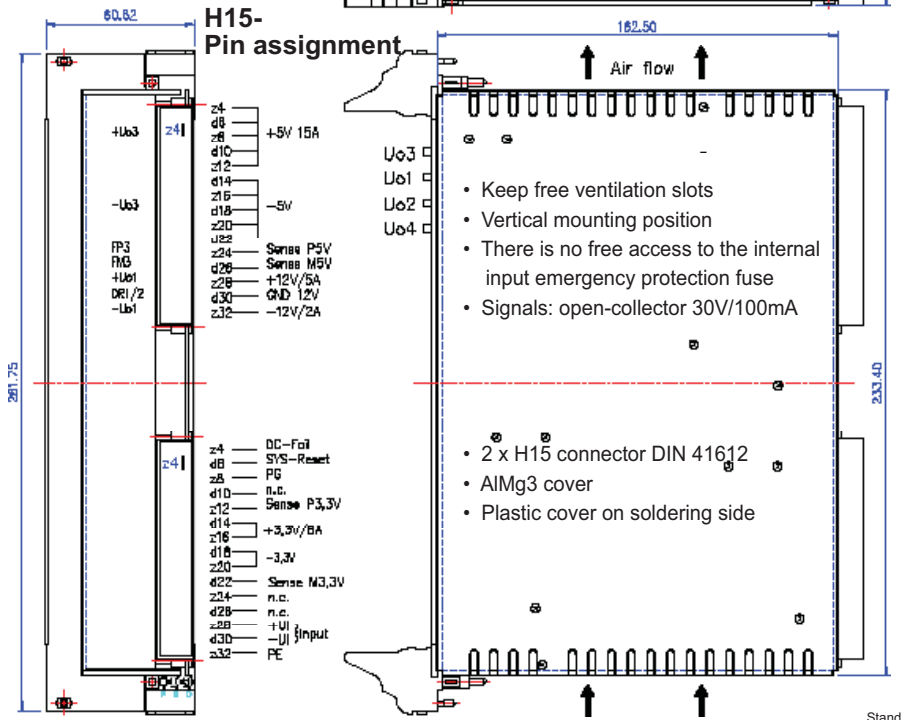 60.82
H15-
Pin assignment
162.50
Air flow
z4
d6
z8
d10
z12
+5V 15A
d14
z16
d18
z20
-5V
d22
z24 Sense P5V
d26 Sense M5V
z28 +12V/5A
d30 GND 12V
z32 -12V/2A
+Uo3
z4
-Uo3
FP3
FM3
+Uo1
DR1/2
-Uo1
Uo3
Uo1
Uo2
Uo4
• Keep free ventilation slots
• Vertical mounting position
• There is no free access to the internal
input emergency protection fuse
• Signals: open-collector 30V/100mA
261.75
233.40
z4
z4 DC-Fail
d6 SYS-Reset
z8 PG
d10 n.c.
z12 Sense P3,3V
d14
z16
+3,3V/8A
d18
z20
-3,3V
d22 Sense M3,3V
z24 n.c.
d26 n.c.
z28 +UI
d30 -UI
Input
z32 PE
• 2 x H15 connector DIN 41612
• AlMg3 cover
• Plastic cover on soldering side
Stand